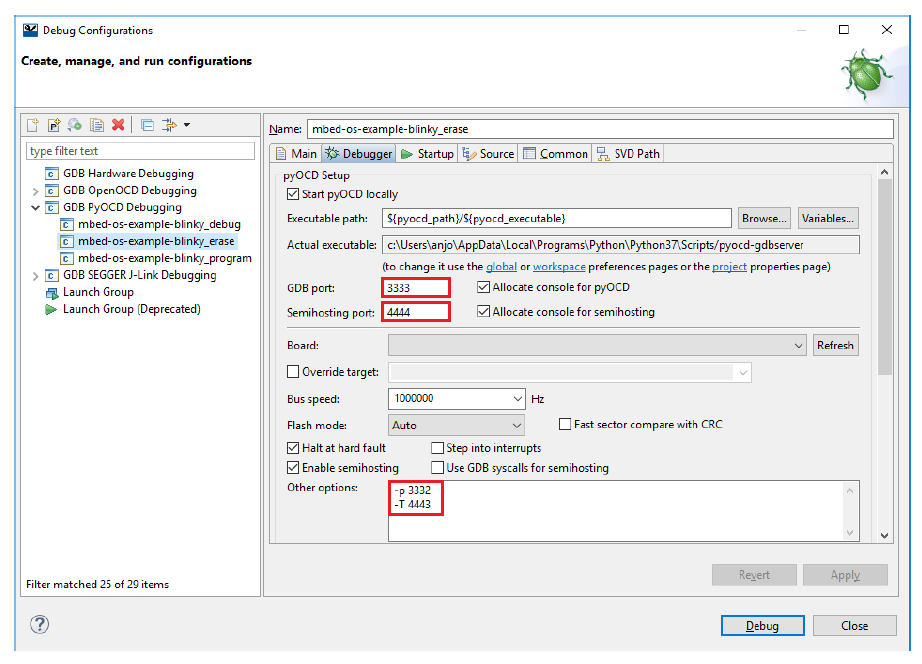 Debug Configurations
Create, manage, and run configurations
type filter text
GDB Hardware Debugging
GDB OpenOCD Debugging
GDB PyOCD Debugging
mbed-os-example-blinky_debug
mbed-os-example-blinky_erase
mbed-os-example-blinky_program
GDB SEGGER J-Link Debugging
Launch Group
Launch Group (Deprecated)
Filter matched 25 of 29 items
Name: mbed-os-example-blinky_erase
Main Debugger Startup Source Common SVD Path
pyOCD Setup
Start pyOCD locally
Executable path: ${pyocd_path}/${pyocd_executable} Browse... Variables...
Actual executable: c:\Users\anjo\AppData\Local\Programs\Python\Python37\Scripts/pyocd-gdbserver
(to change it use the global or workspace preferences pages or the project properties page)
GDB port: 3333 Allocate console for pyOCD
Semihosting port: 4444 Allocate console for semihosting
Board: Refresh
Override target:
Bus speed: 1000000 Hz
Flash mode: Auto Fast sector compare with CRC
Halt at hard fault Step into interrupts
Enable semihosting Use GDB syscalls for semihosting
Other options: -p 3332
-T 4443
Revert Apply
? Debug Close